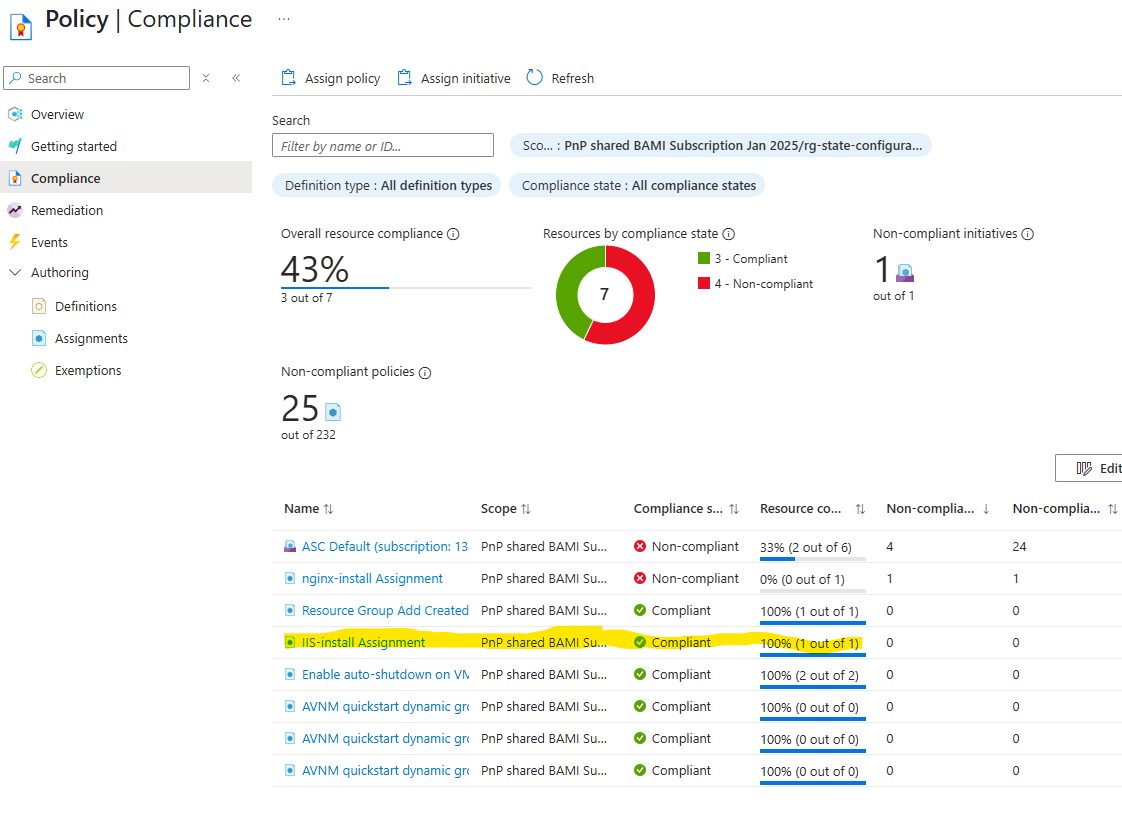 Policy | Compliance ...
Search
Overview
Getting started
Compliance
Remediation
Events
Authoring
Definitions
Assignments
Exemptions
Assign policy Assign initiative Refresh
Search
Filter by name or ID...
Sco... : PnP shared BAMI Subscription Jan 2025/rg-state-configura...
Definition type : All definition types
Compliance state : All compliance states
Overall resource compliance
43%
3 out of 7
Resources by compliance state
7
3 - Compliant
4 - Non-compliant
Non-compliant initiatives
1
out of 1
Non-compliant policies
25
out of 232
Edit
Name Scope Compliance s... Resource co... Non-complia... Non-complia...
ASC Default (subscription: 13 PnP shared BAMI Su... Non-compliant 33% (2 out of 6) 4 24
nginx-install Assignment PnP shared BAMI Su... Non-compliant 0% (0 out of 1) 1 1
Resource Group Add Created PnP shared BAMI Su... Compliant 100% (1 out of 1) 0 0
IIS-install Assignment PnP shared BAMI Su... Compliant 100% (1 out of 1) 0 0
Enable auto-shutdown on VM PnP shared BAMI Su... Compliant 100% (2 out of 2) 0 0
AVNM quickstart dynamic gro PnP shared BAMI Su... Compliant 100% (0 out of 0) 0 0
AVNM quickstart dynamic gro PnP shared BAMI Su... Compliant 100% (0 out of 0) 0 0
AVNM quickstart dynamic gro PnP shared BAMI Su... Compliant 100% (0 out of 0) 0 0